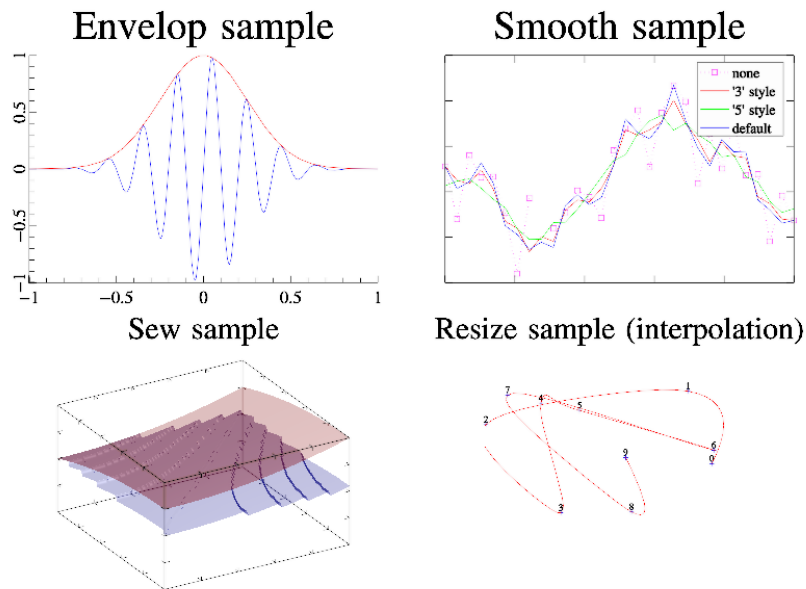 Envelop sample
Smooth sample
1
0.5
0
−0.5
−1
−1
−0.5
0
0.5
1
none
'3' style
'5' style
default
Sew sample
Resize sample (interpolation)
7
4
5
1
2
6
0
9
3
8